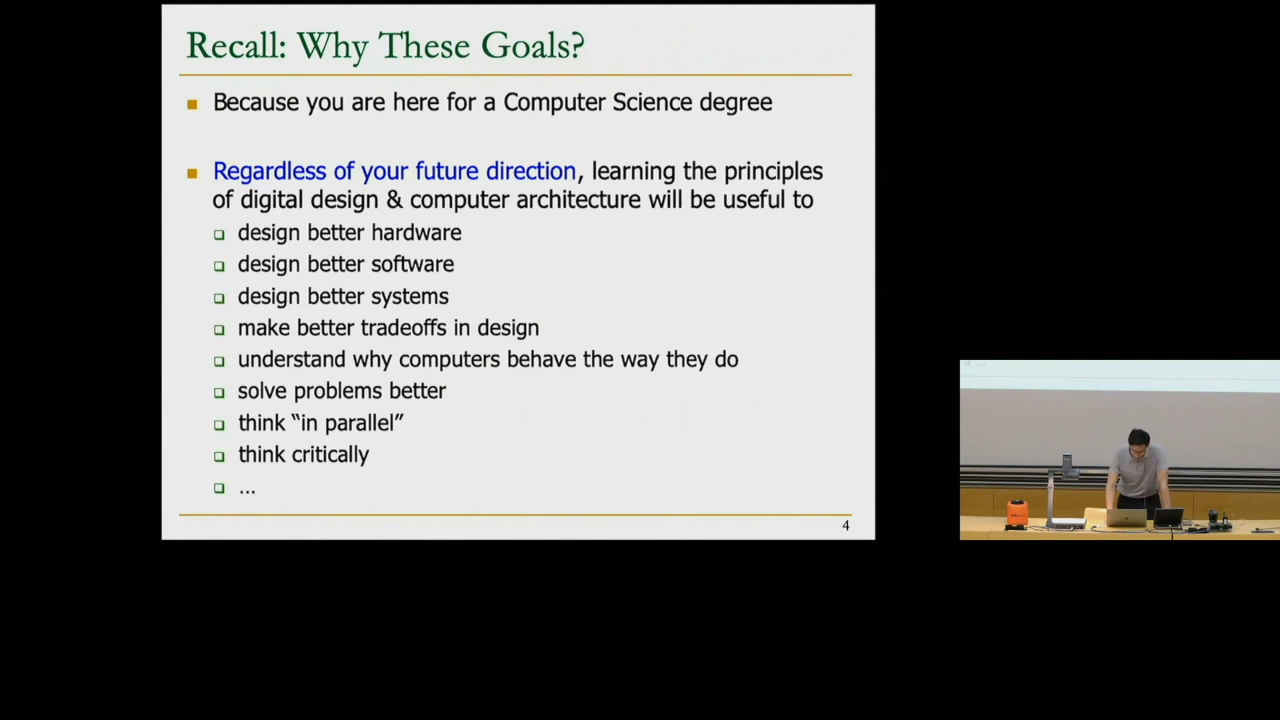 Recall: Why These Goals?
Because you are here for a Computer Science degree
Regardless of your future direction, learning the principles
of digital design & computer architecture will be useful to
design better hardware
design better software
design better systems
make better tradeoffs in design
understand why computers behave the way they do
solve problems better
think “in parallel”
think critically
...
4